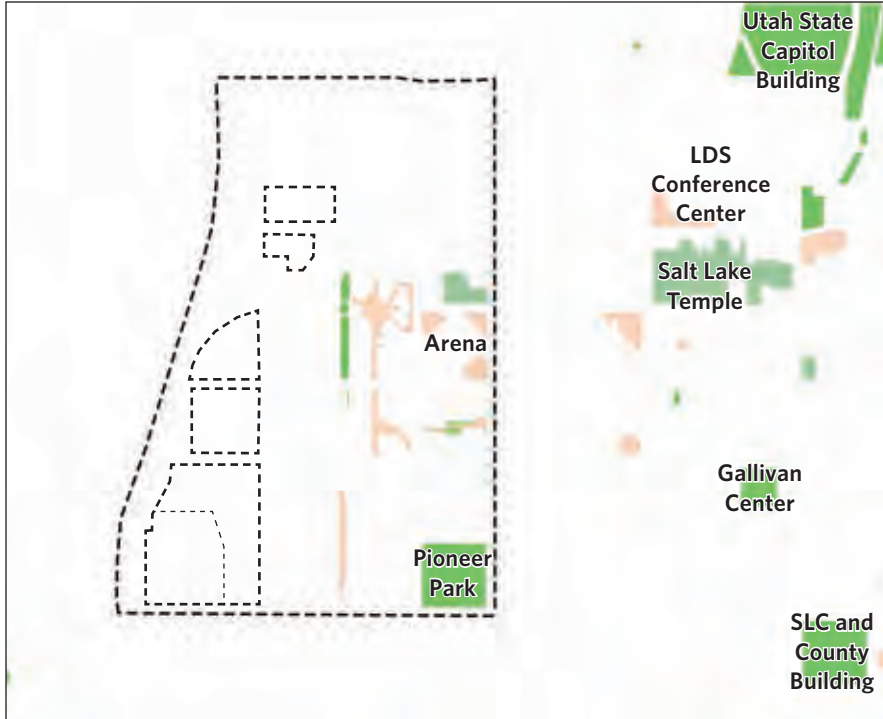 Utah State
Capitol
Building
LDS
Conference
Center
Salt Lake
Temple
Arena
Gallivan
Center
Pioneer
Park
SLC and
County
Building